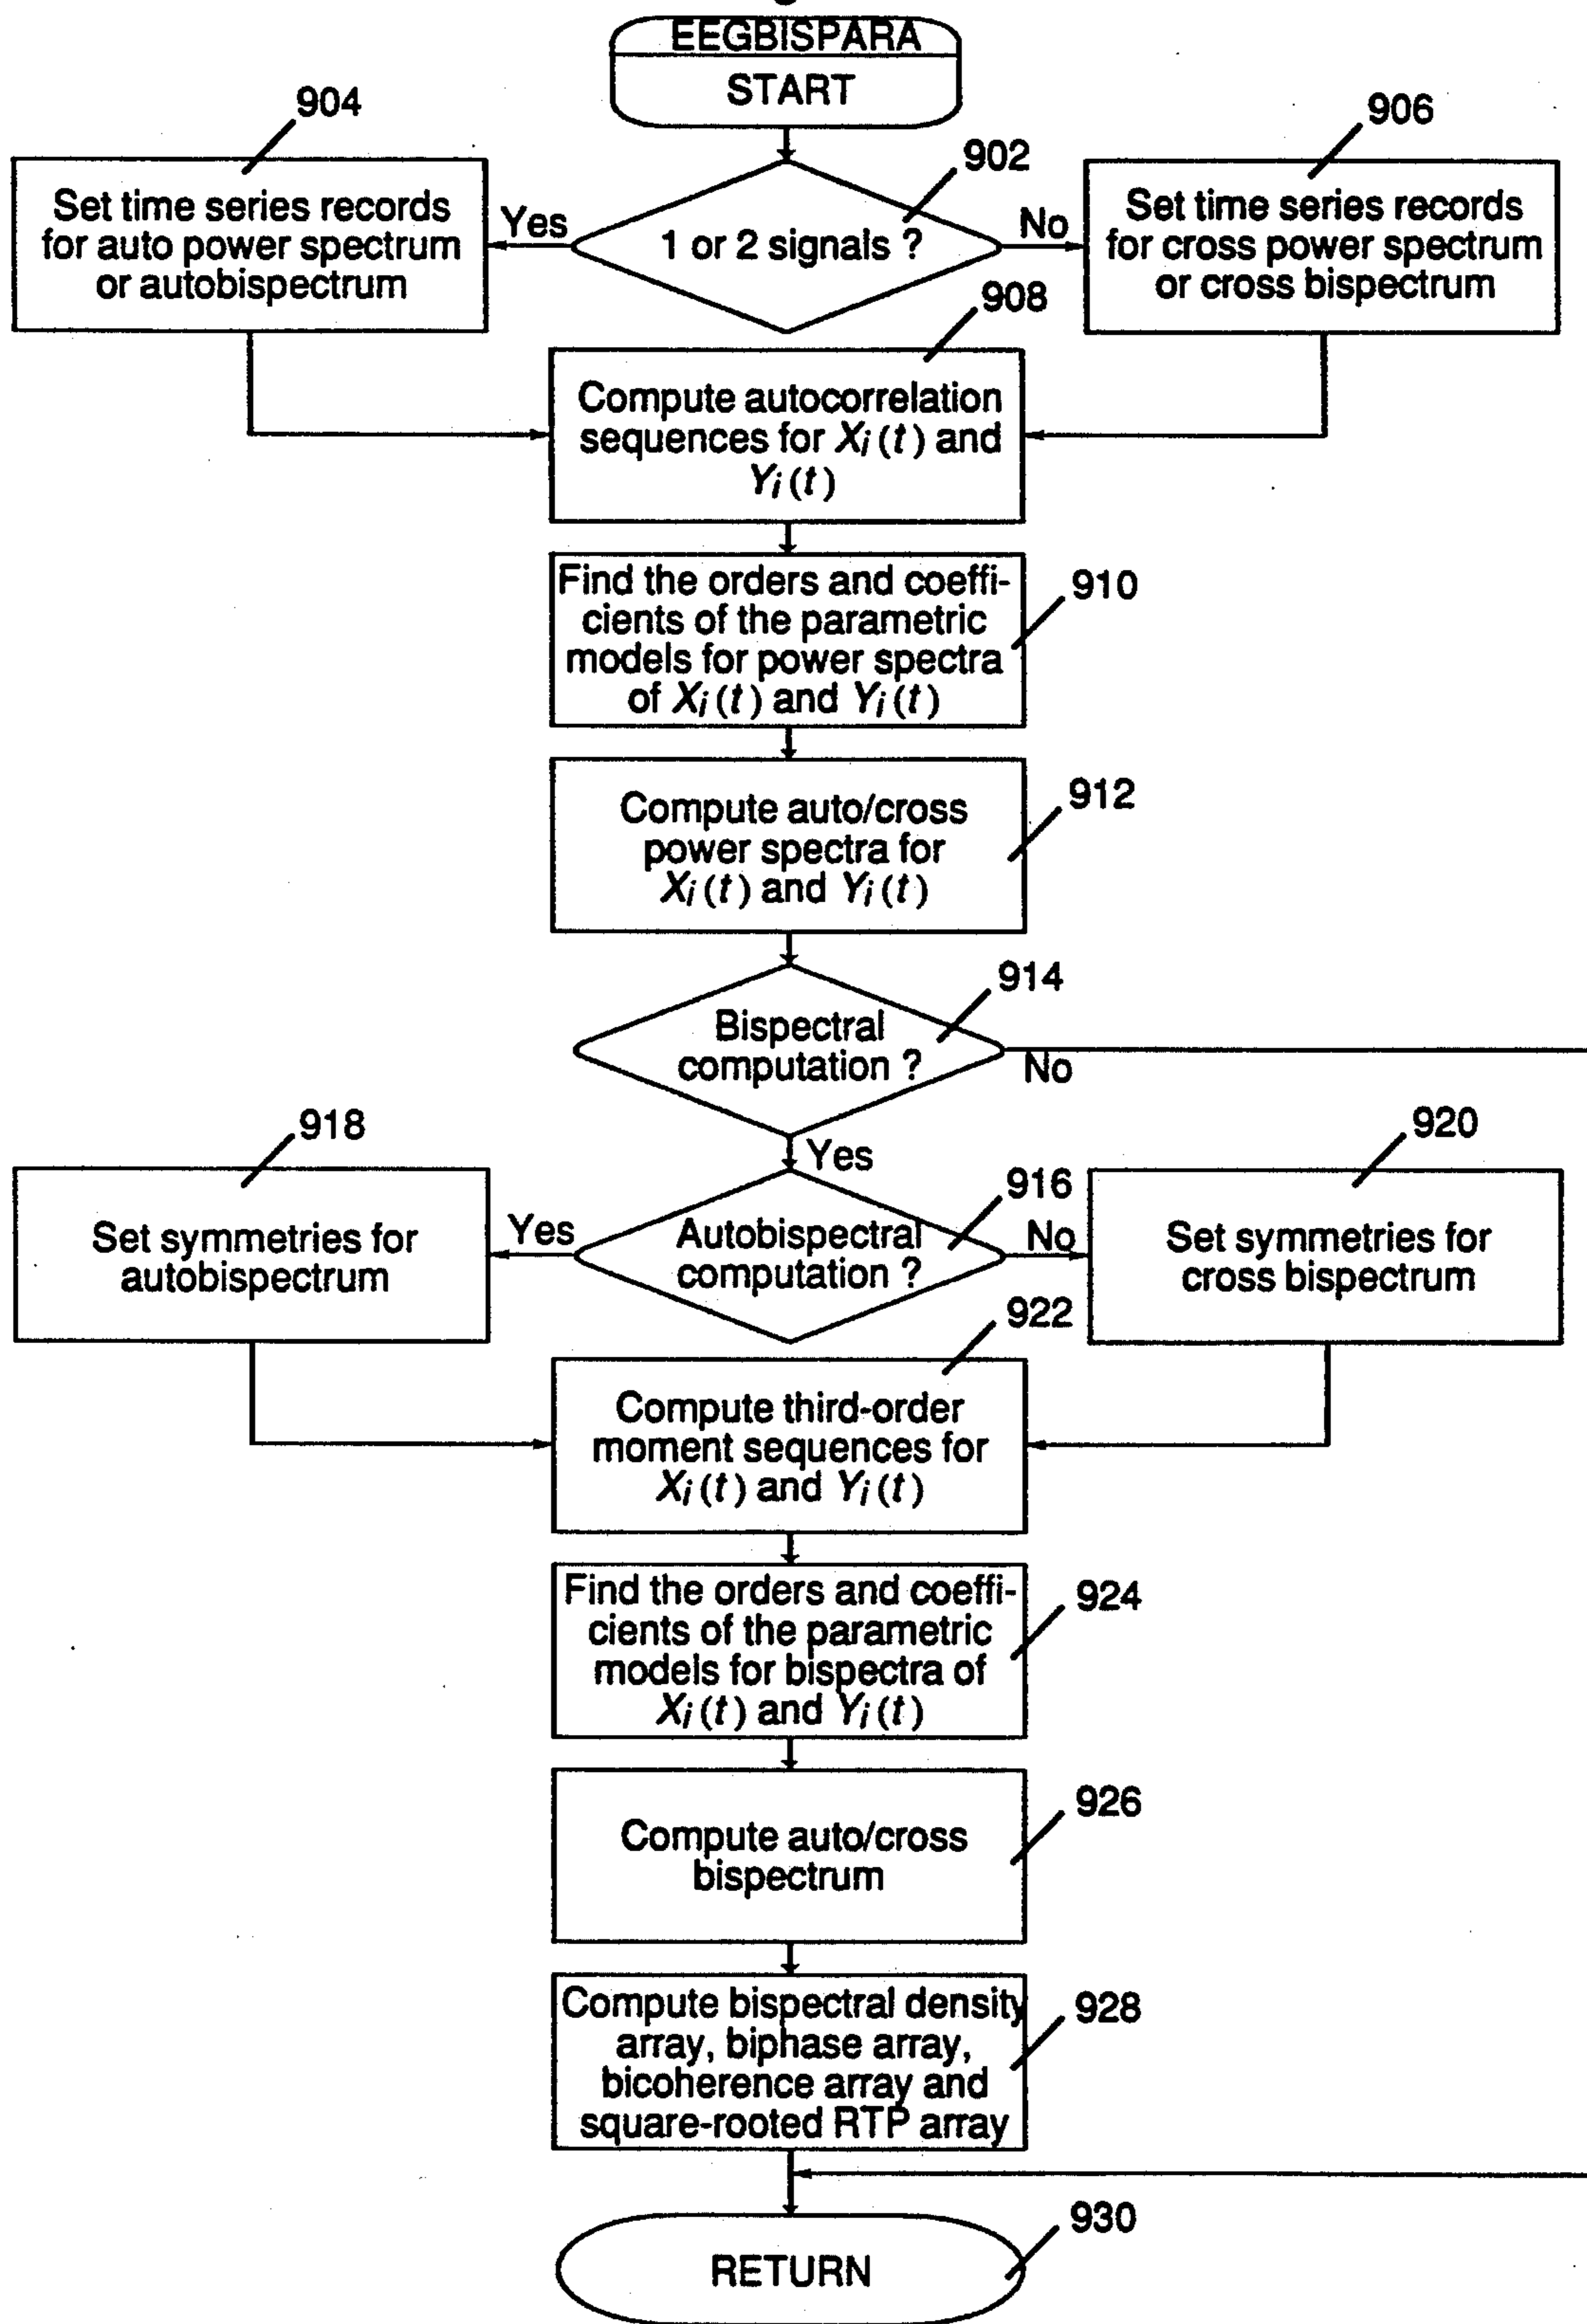 EEGBISPARA
START
904
902
906
Set time series records
for auto power spectrum
or autobispectrum
Yes
1 or 2 signals ?
No
Set time series records
for cross power spectrum
or cross bispectrum
908
Compute autocorrelation
sequences for Xi(t) and
Yi(t)
Find the orders and coeffi-
cients of the parametric
models for power spectra
of Xi(t) and Yi(t)
910
Compute auto/cross
power spectra for
Xi(t) and Yi(t)
912
914
Bispectral
computation ?
No
Yes
918
916
920
Set symmetries for
autobispectrum
Yes
Autobispectral
computation ?
No
Set symmetries for
cross bispectrum
922
Compute third-order
moment sequences for
Xi(t) and Yi(t)
Find the orders and coeffi-
cients of the parametric
models for bispectra of
Xi(t) and Yi(t)
924
Compute auto/cross
bispectrum
926
Compute bispectral density
array, biphase array,
bicoherence array and
square-rooted RTP array
928
930
RETURN